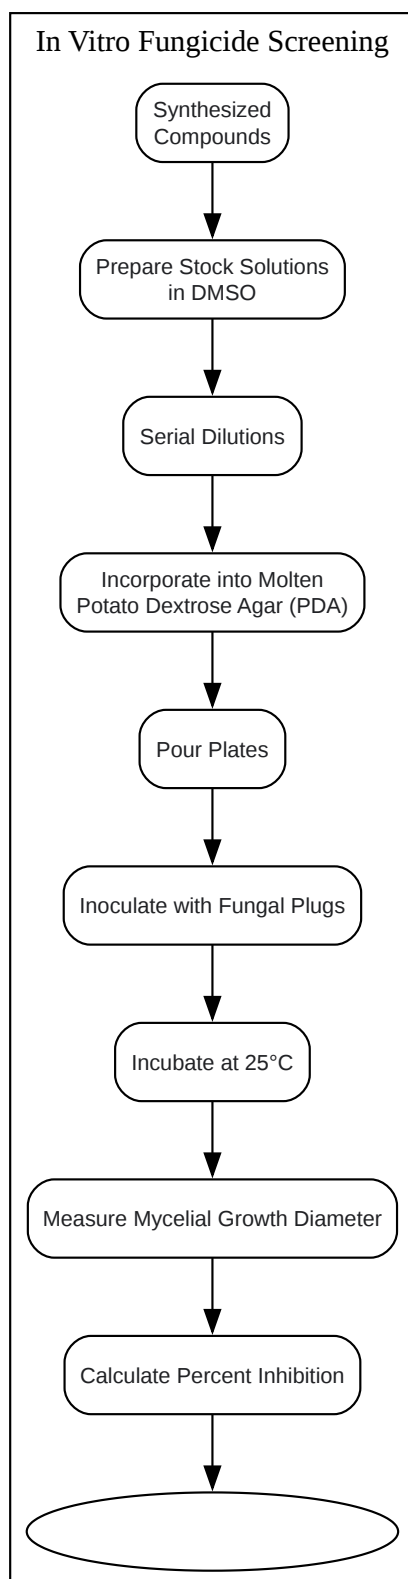 In Vitro Fungicide Screening
Synthesized
Compounds
Prepare Stock Solutions
in DMSO
Serial Dilutions
Incorporate into Molten
Potato Dextrose Agar (PDA)
Pour Plates
Inoculate with Fungal Plugs
Incubate at 25°C
Measure Mycelial Growth Diameter
Calculate Percent Inhibition